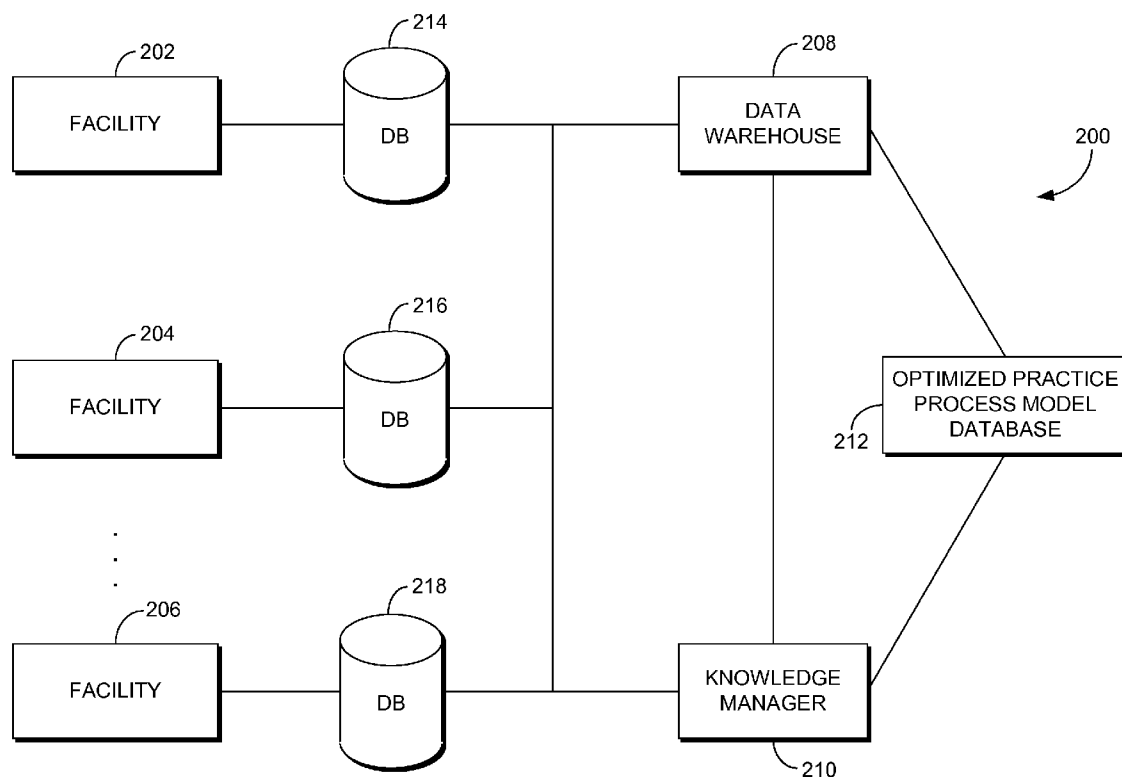 202
214
208
FACILITY
DB
DATA
WAREHOUSE
200
204
216
FACILITY
DB
OPTIMIZED PRACTICE
PROCESS MODEL
DATABASE
212
. . .
206
218
FACILITY
DB
KNOWLEDGE
MANAGER
210